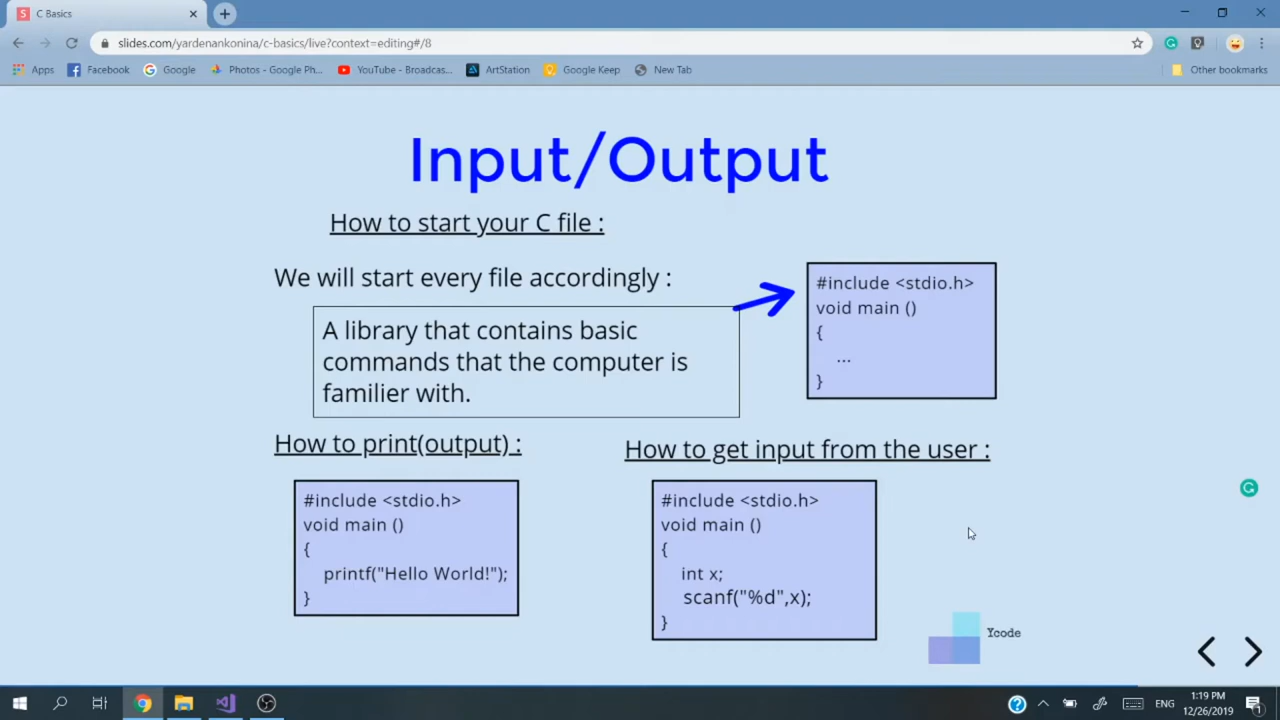 C Basics
slides.com/yardenankonina/c-basics/live?context=editing#/8
Apps
Facebook
Google
Photos - Google Ph...
YouTube - Broadcas...
ArtStation
Google Keep
New Tab
Other bookmarks
Input/Output
How to start your C file :
We will start every file accordingly :
A library that contains basic
commands that the computer is
familier with.
#include <stdio.h>
void main ()
{
...
}
How to print(output) :
#include <stdio.h>
void main ()
{
printf("Hello World!");
}
How to get input from the user :
#include <stdio.h>
void main ()
{
int x;
scanf("%d",x);
}
Ycode
ENG
1:19 PM
12/26/2019
1